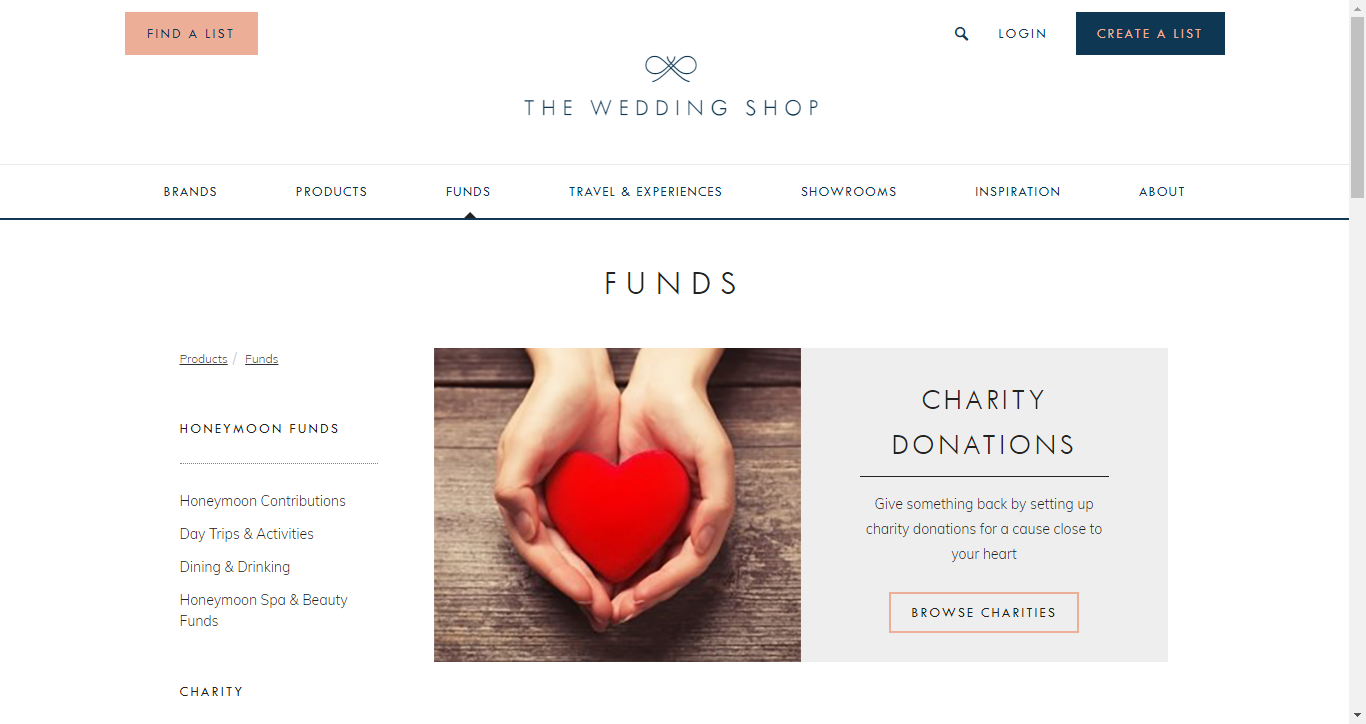 FIND A LIST
LOGIN
CREATE A LIST
THE WEDDING SHOP
BRANDS
PRODUCTS
FUNDS
TRAVEL & EXPERIENCES
SHOWROOMS
INSPIRATION
ABOUT
FUNDS
Products / Funds
HONEYMOON FUNDS
Honeymoon Contributions
Day Trips & Activities
Dining & Drinking
Honeymoon Spa & Beauty
Funds
CHARITY
CHARITY
DONATIONS
Give something back by setting up
charity donations for a cause close to
your heart
BROWSE CHARITIES